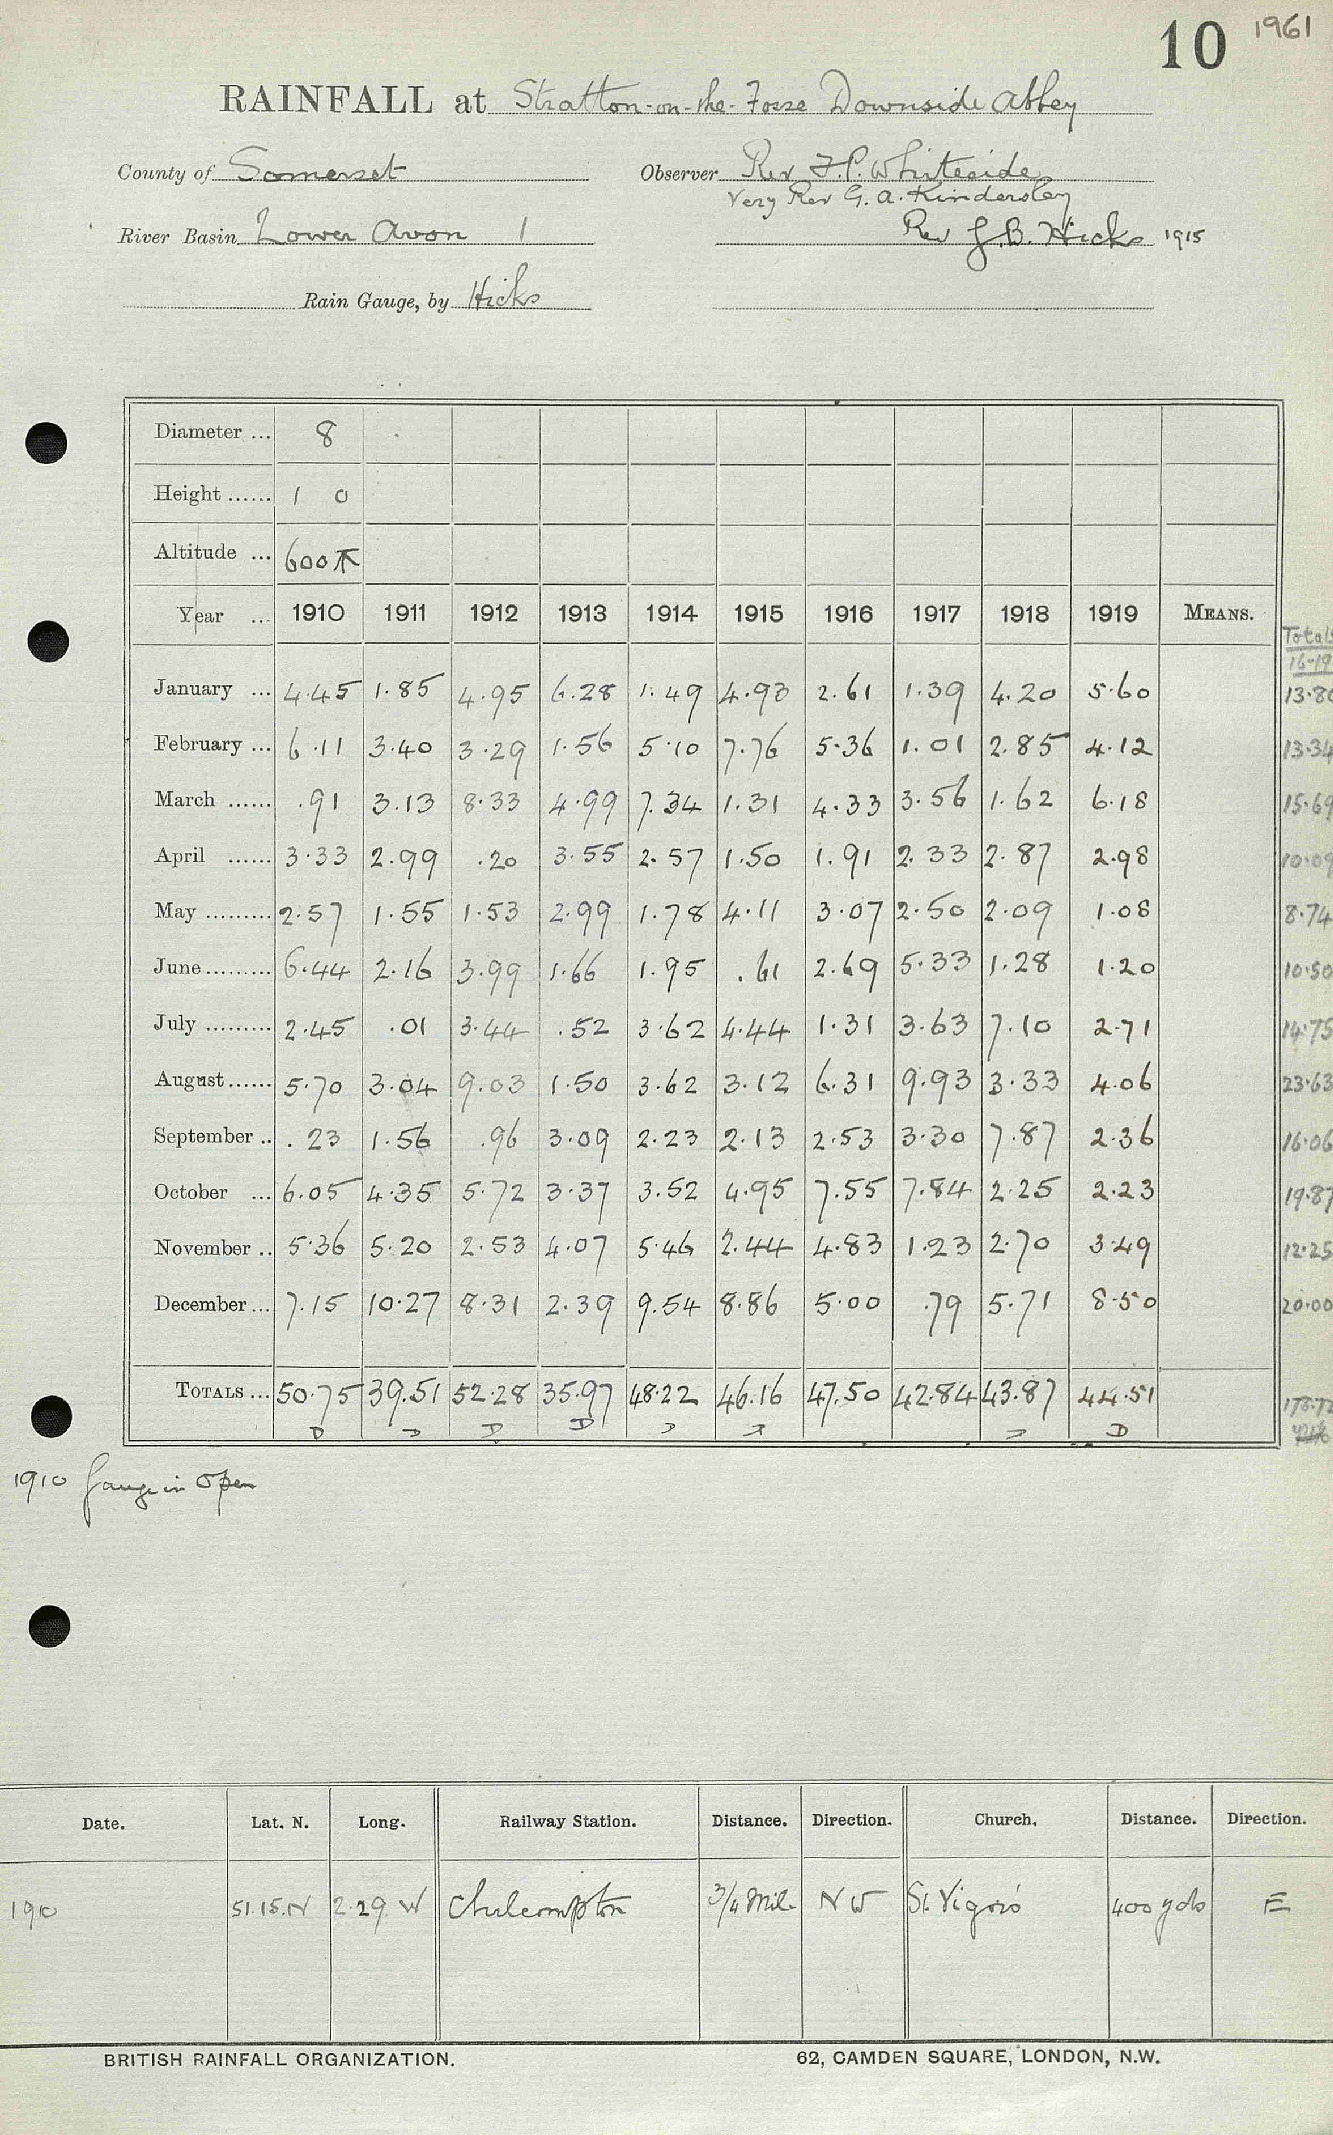 10 1961
RAINFALL at Stratton-on-the-Fosse Downside Abbey
County of Somerset Observer Rev F.P. Whiteside
Very Rev G.A. Kindersley
River Basin Lower Avon 1 Rev J.B. Hicks 1915
Rain Gauge, by Hicks
Diameter ... 8
Height ...... 1 0
Altitude ... 600
Year ... 1910 1911 1912 1913 1914 1915 1916 1917 1918 1919 MEANS.
Totals
16-19
January ... 4.45 1.85 4.95 6.28 1.49 4.93 2.61 1.39 4.20 5.60 13.80
February ... 6.11 3.40 3.29 1.56 5.10 7.76 5.36 1.01 2.85 4.12 13.34
March ...... .91 3.13 8.33 4.99 7.34 1.31 4.33 3.56 1.62 6.18 15.69
April ...... 3.33 2.99 .20 3.55 2.57 1.50 1.91 2.33 2.87 2.98 10.09
May ......... 2.57 1.55 1.53 2.99 1.78 4.11 3.07 2.50 2.09 1.08 8.74
June ......... 6.44 2.16 3.99 1.66 1.95 .61 2.69 5.33 1.28 1.20 10.50
July ......... 2.45 .01 3.44 .52 3.62 4.44 1.31 3.63 7.10 2.71 14.75
August ...... 5.70 3.04 9.03 1.50 3.62 3.12 6.31 9.93 3.33 4.06 23.63
September .. .23 1.56 .96 3.09 2.23 2.13 2.53 3.30 7.87 2.36 16.06
October ... 6.05 4.35 5.72 3.37 3.52 4.95 7.55 7.84 2.25 2.23 19.87
November .. 5.36 5.20 2.53 4.07 5.46 2.44 4.83 1.23 2.70 3.49 12.25
December ... 7.15 10.27 8.31 2.39 9.54 8.86 5.00 .79 5.71 8.50 20.00
TOTALS ... 50.75 39.51 52.28 35.97 48.22 46.16 47.50 42.84 43.87 44.51 178.72
D D D D
1910 Gauge in Open
Date. Lat. N. Long. Railway Station. Distance. Direction. Church. Distance. Direction.
190 51.15.N 2.29 W Chilcompton 3/4 Mile NW St Vigors 400 yds E
BRITISH RAINFALL ORGANIZATION. 62, CAMDEN SQUARE, LONDON, N.W.